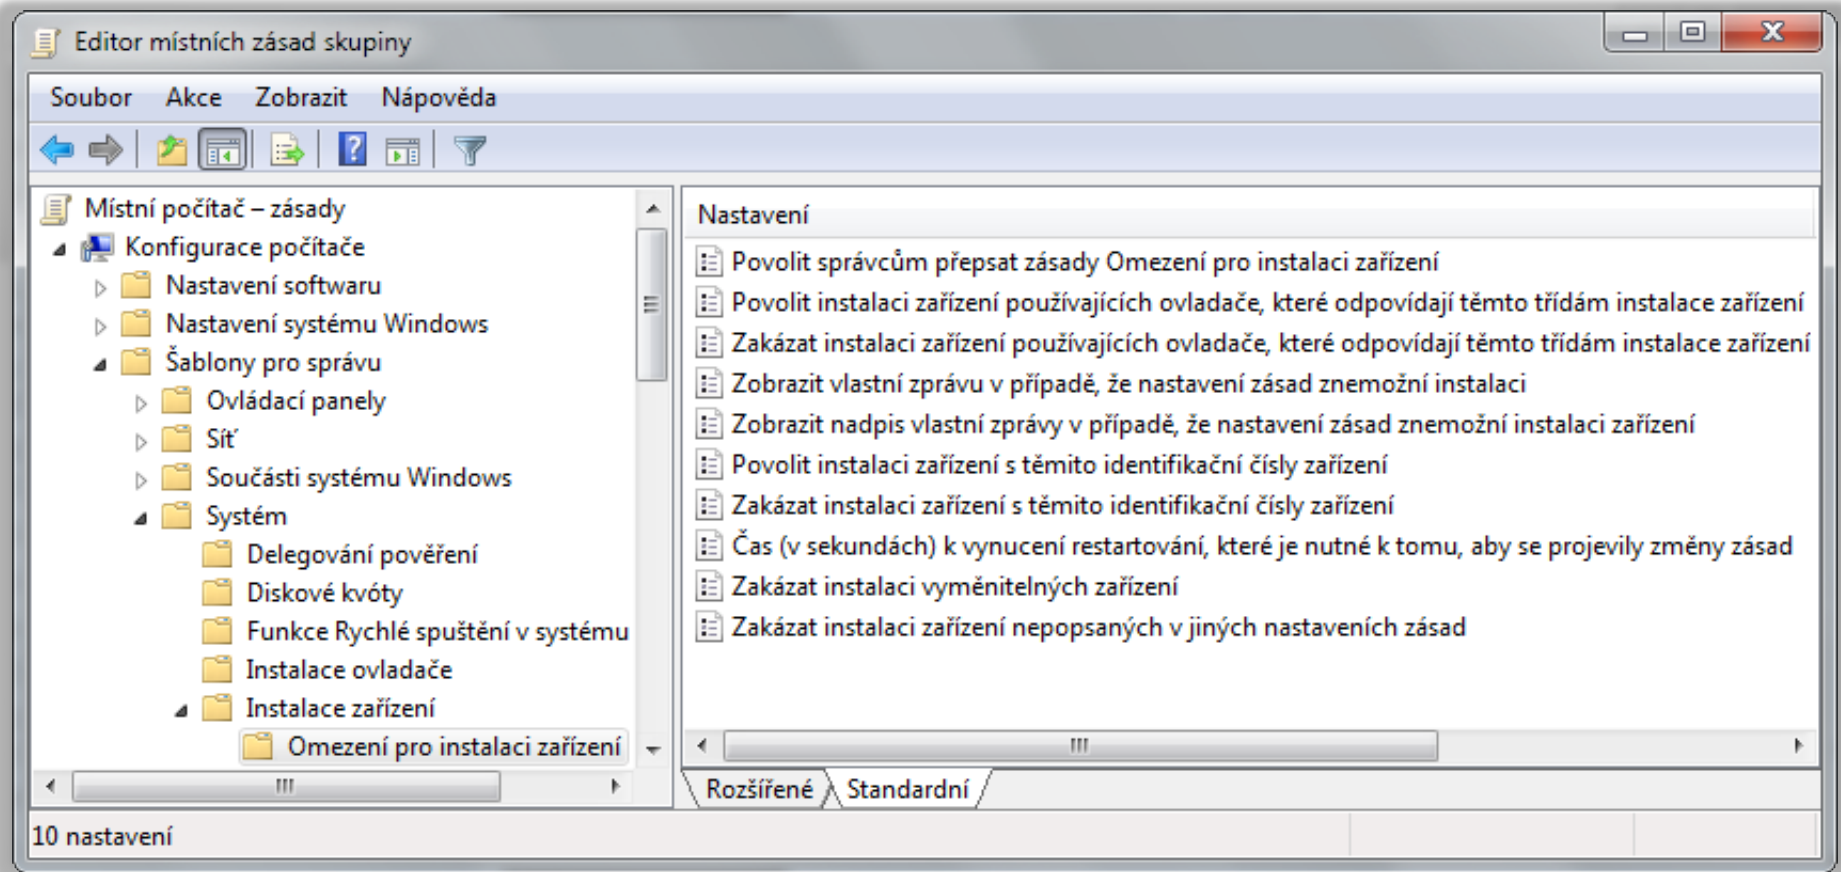 Editor místních zásad skupiny
Soubor Akce Zobrazit Nápověda
Místní počítač – zásady
Konfigurace počítače
Nastavení softwaru
Nastavení systému Windows
Šablony pro správu
Ovládací panely
Síť
Součásti systému Windows
Systém
Delegování pověření
Diskové kvóty
Funkce Rychlé spuštění v systému
Instalace ovladače
Instalace zařízení
Omezení pro instalaci zařízení
Nastavení
Povolit správcům přepsat zásady Omezení pro instalaci zařízení
Povolit instalaci zařízení používajících ovladače, které odpovídají těmto třídám instalace zařízení
Zakázat instalaci zařízení používajících ovladače, které odpovídají těmto třídám instalace zařízení
Zobrazit vlastní zprávu v případě, že nastavení zásad znemožní instalaci
Zobrazit nadpis vlastní zprávy v případě, že nastavení zásad znemožní instalaci zařízení
Povolit instalaci zařízení s těmito identifikační čísly zařízení
Zakázat instalaci zařízení s těmito identifikační čísly zařízení
Čas (v sekundách) k vynucení restartování, které je nutné k tomu, aby se projevily změny zásad
Zakázat instalaci vyměnitelných zařízení
Zakázat instalaci zařízení nepopsaných v jiných nastaveních zásad
Rozšířené Standardní
10 nastavení